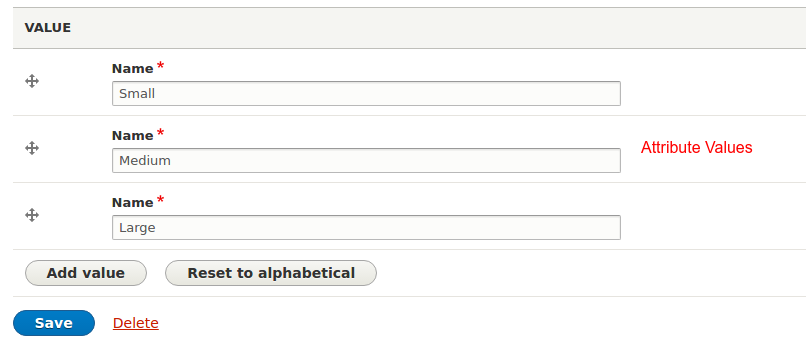 VALUE
Name *
Small
Name *
Medium
Attribute Values
Name *
Large
Add value Reset to alphabetical
Save Delete